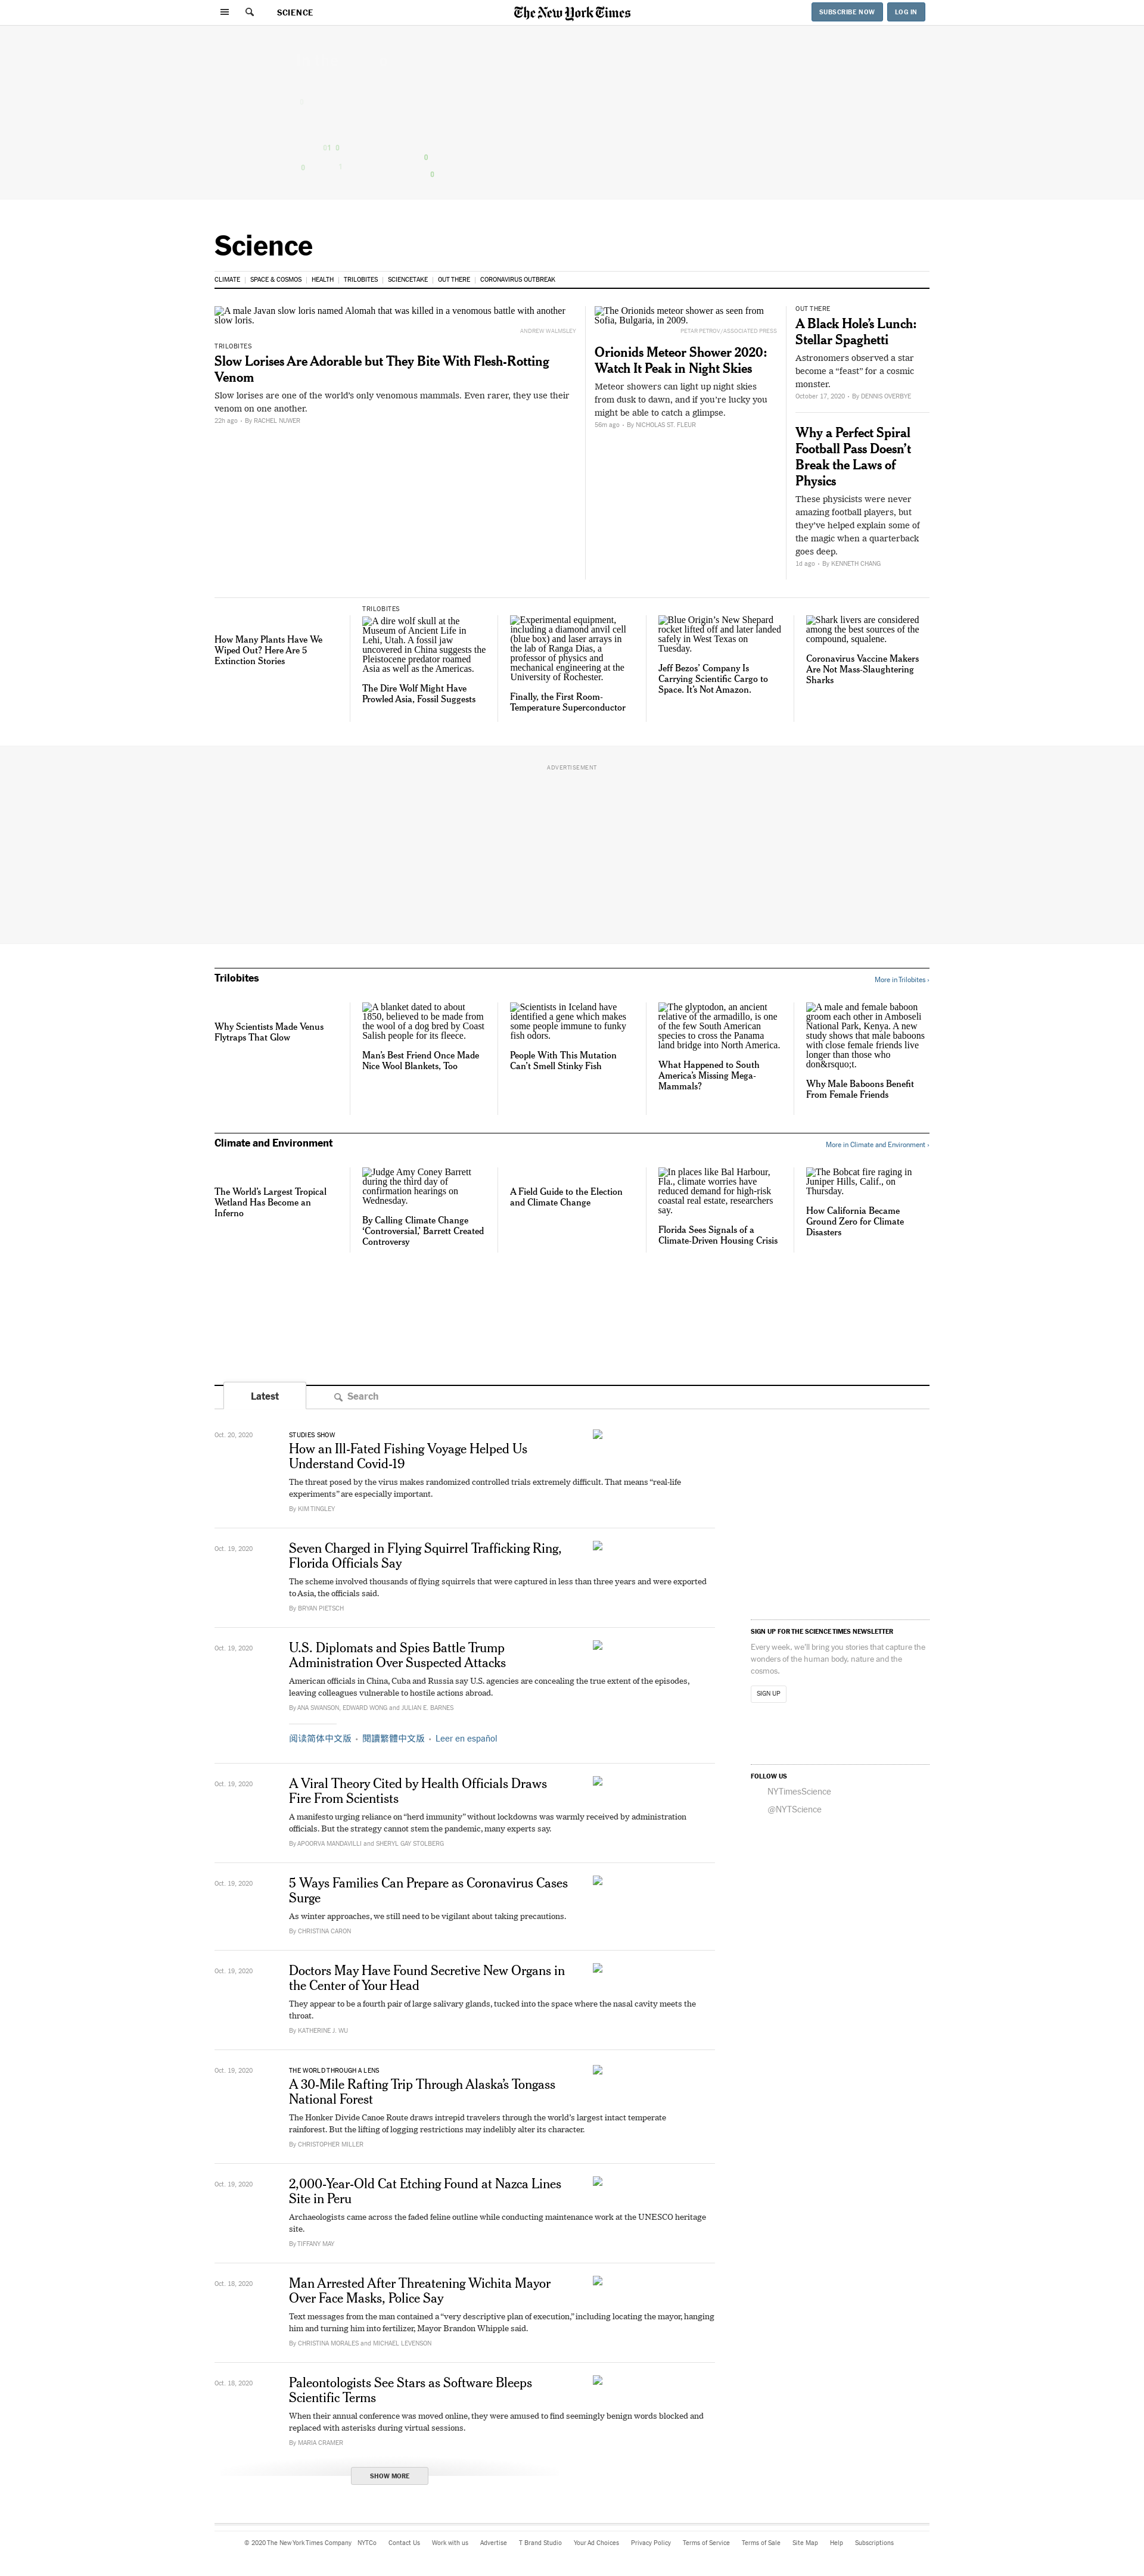 SCIENCE
The New York Times
SUBSCRIBE NOW
LOG IN
Science
CLIMATE
SPACE & COSMOS
HEALTH
TRILOBITES
SCIENCETAKE
OUT THERE
CORONAVIRUS OUTBREAK
A male Javan slow loris named Alomah that was killed in a venomous battle with another
slow loris.
ANDREW WALMSLEY
TRILOBITES
Slow Lorises Are Adorable but They Bite With Flesh-Rotting
Venom
Slow lorises are one of the world's only venomous mammals. Even rarer, they use their
venom on one another.
22h ago • By RACHEL NUWER
The Orionids meteor shower as seen from
Sofia, Bulgaria, in 2009.
PETAR PETROV/ASSOCIATED PRESS
Orionids Meteor Shower 2020:
Watch It Peak in Night Skies
Meteor showers can light up night skies
from dusk to dawn, and if you're lucky you
might be able to catch a glimpse.
56m ago • By NICHOLAS ST. FLEUR
OUT THERE
A Black Hole's Lunch:
Stellar Spaghetti
Astronomers observed a star
become a “feast” for a cosmic
monster.
October 17, 2020 • By DENNIS OVERBYE
Why a Perfect Spiral
Football Pass Doesn't
Break the Laws of
Physics
These physicists were never
amazing football players, but
they've helped explain some of
the magic when a quarterback
goes deep.
1d ago • By KENNETH CHANG
How Many Plants Have We
Wiped Out? Here Are 5
Extinction Stories
TRILOBITES
A dire wolf skull at the
Museum of Ancient Life in
Lehi, Utah. A fossil jaw
uncovered in China suggests the
Pleistocene predator roamed
Asia as well as the Americas.
The Dire Wolf Might Have
Prowled Asia, Fossil Suggests
Experimental equipment,
including a diamond anvil cell
(blue box) and laser arrays in
the lab of Ranga Dias, a
professor of physics and
mechanical engineering at the
University of Rochester.
Finally, the First Room-
Temperature Superconductor
Blue Origin's New Shepard
rocket lifted off and later landed
safely in West Texas on
Tuesday.
Jeff Bezos' Company Is
Carrying Scientific Cargo to
Space. It's Not Amazon.
Shark livers are considered
among the best sources of the
compound, squalene.
Coronavirus Vaccine Makers
Are Not Mass-Slaughtering
Sharks
ADVERTISEMENT
Trilobites
More in Trilobites ›
Why Scientists Made Venus
Flytraps That Glow
A blanket dated to about
1850, believed to be made from
the wool of a dog bred by Coast
Salish people for its fleece.
Man's Best Friend Once Made
Nice Wool Blankets, Too
Scientists in Iceland have
identified a gene which makes
some people immune to funky
fish odors.
People With This Mutation
Can't Smell Stinky Fish
The glyptodon, an ancient
relative of the armadillo, is one
of the few South American
species to cross the Panama
land bridge into North America.
What Happened to South
America's Missing Mega-
Mammals?
A male and female baboon
groom each other in Amboseli
National Park, Kenya. A new
study shows that male baboons
with close female friends live
longer than those who
don&rsquo;t.
Why Male Baboons Benefit
From Female Friends
Climate and Environment
More in Climate and Environment ›
The World's Largest Tropical
Wetland Has Become an
Inferno
Judge Amy Coney Barrett
during the third day of
confirmation hearings on
Wednesday.
By Calling Climate Change
‘Controversial,’ Barrett Created
Controversy
A Field Guide to the Election
and Climate Change
In places like Bal Harbour,
Fla., climate worries have
reduced demand for high-risk
coastal real estate, researchers
say.
Florida Sees Signals of a
Climate-Driven Housing Crisis
The Bobcat fire raging in
Juniper Hills, Calif., on
Thursday.
How California Became
Ground Zero for Climate
Disasters
Latest
Search
Oct. 20, 2020
STUDIES SHOW
How an Ill-Fated Fishing Voyage Helped Us
Understand Covid-19
The threat posed by the virus makes randomized controlled trials extremely difficult. That means “real-life
experiments” are especially important.
By KIM TINGLEY
Oct. 19, 2020
Seven Charged in Flying Squirrel Trafficking Ring,
Florida Officials Say
The scheme involved thousands of flying squirrels that were captured in less than three years and were exported
to Asia, the officials said.
By BRYAN PIETSCH
Oct. 19, 2020
U.S. Diplomats and Spies Battle Trump
Administration Over Suspected Attacks
American officials in China, Cuba and Russia say U.S. agencies are concealing the true extent of the episodes,
leaving colleagues vulnerable to hostile actions abroad.
By ANA SWANSON, EDWARD WONG and JULIAN E. BARNES
阅读简体中文版 • 閱讀繁體中文版 • Leer en español
Oct. 19, 2020
A Viral Theory Cited by Health Officials Draws
Fire From Scientists
A manifesto urging reliance on “herd immunity” without lockdowns was warmly received by administration
officials. But the strategy cannot stem the pandemic, many experts say.
By APOORVA MANDAVILLI and SHERYL GAY STOLBERG
Oct. 19, 2020
5 Ways Families Can Prepare as Coronavirus Cases
Surge
As winter approaches, we still need to be vigilant about taking precautions.
By CHRISTINA CARON
Oct. 19, 2020
Doctors May Have Found Secretive New Organs in
the Center of Your Head
They appear to be a fourth pair of large salivary glands, tucked into the space where the nasal cavity meets the
throat.
By KATHERINE J. WU
Oct. 19, 2020
THE WORLD THROUGH A LENS
A 30-Mile Rafting Trip Through Alaska's Tongass
National Forest
The Honker Divide Canoe Route draws intrepid travelers through the world's largest intact temperate
rainforest. But the lifting of logging restrictions may indelibly alter its character.
By CHRISTOPHER MILLER
Oct. 19, 2020
2,000-Year-Old Cat Etching Found at Nazca Lines
Site in Peru
Archaeologists came across the faded feline outline while conducting maintenance work at the UNESCO heritage
site.
By TIFFANY MAY
Oct. 18, 2020
Man Arrested After Threatening Wichita Mayor
Over Face Masks, Police Say
Text messages from the man contained a “very descriptive plan of execution,” including locating the mayor, hanging
him and turning him into fertilizer, Mayor Brandon Whipple said.
By CHRISTINA MORALES and MICHAEL LEVENSON
Oct. 18, 2020
Paleontologists See Stars as Software Bleeps
Scientific Terms
When their annual conference was moved online, they were amused to find seemingly benign words blocked and
replaced with asterisks during virtual sessions.
By MARIA CRAMER
SHOW MORE
SIGN UP FOR THE SCIENCE TIMES NEWSLETTER
Every week, we'll bring you stories that capture the
wonders of the human body, nature and the
cosmos.
SIGN UP
FOLLOW US
NYTimesScience
@NYTScience
© 2020 The New York Times Company
NYTCo
Contact Us
Work with us
Advertise
T Brand Studio
Your Ad Choices
Privacy Policy
Terms of Service
Terms of Sale
Site Map
Help
Subscriptions